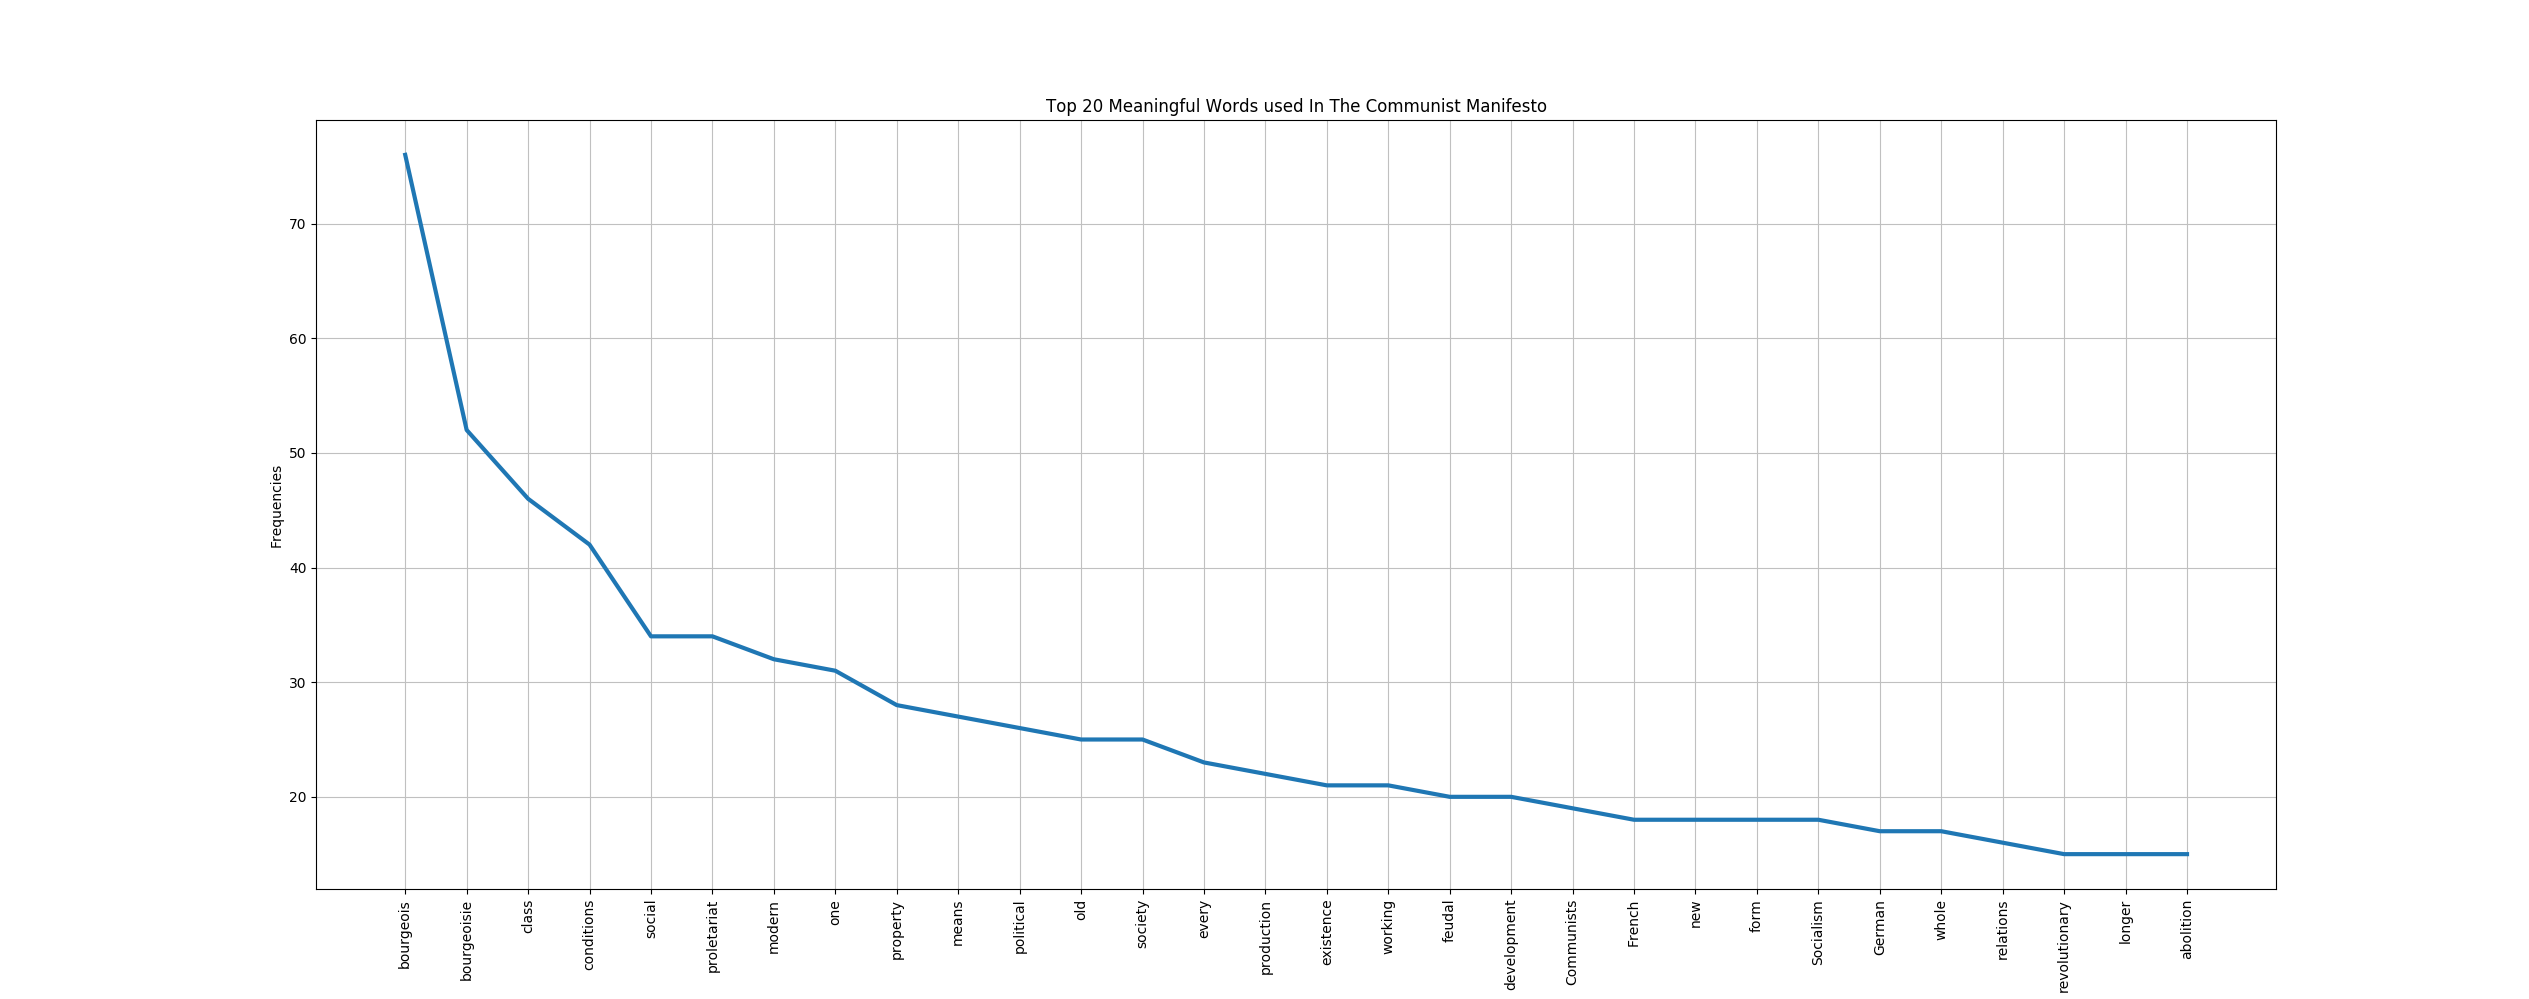 Top 20 Meaningful Words used In The Communist Manifesto
Frequencies
70
60
50
40
30
20
bourgeois
bourgeoisie
class
conditions
social
proletariat
modern
one
property
means
political
old
society
every
production
existence
working
feudal
development
Communists
French
new
form
Socialism
German
whole
relations
revolutionary
longer
abolition